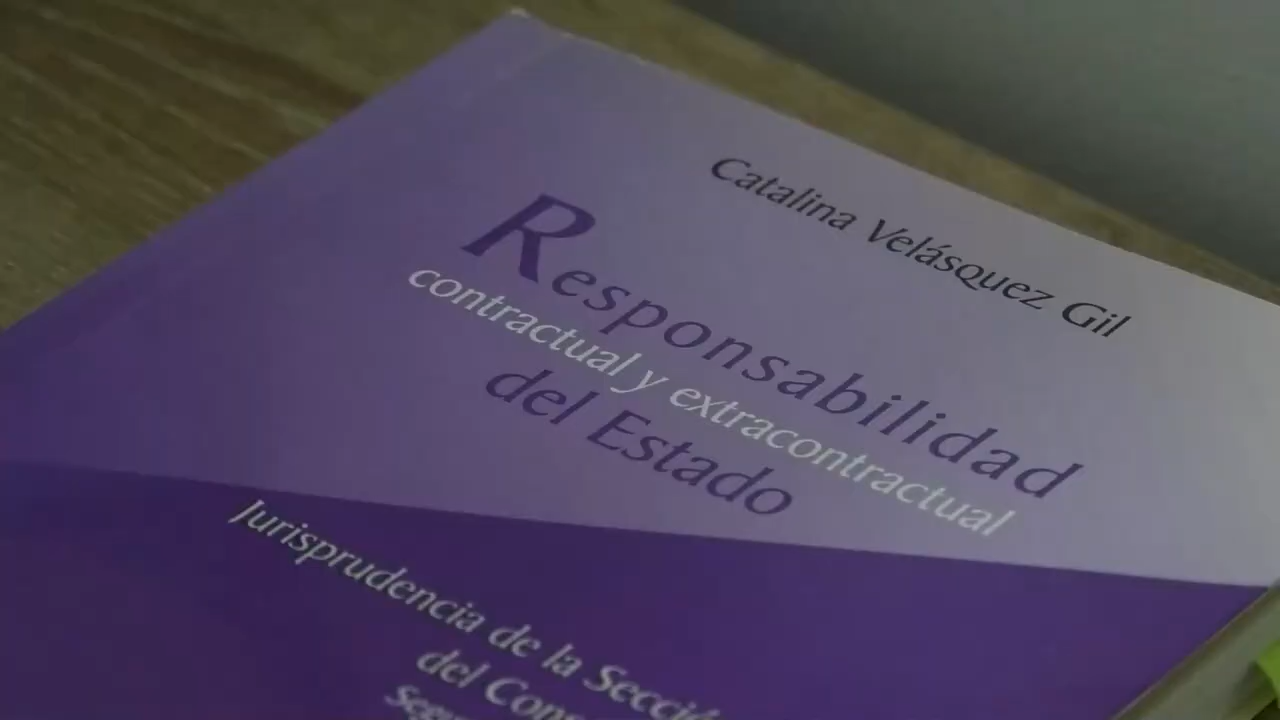 Catalina Velásquez Gil
Responsabilidad
contractual y extracontractual
del Estado
Jurisprudencia de la
del